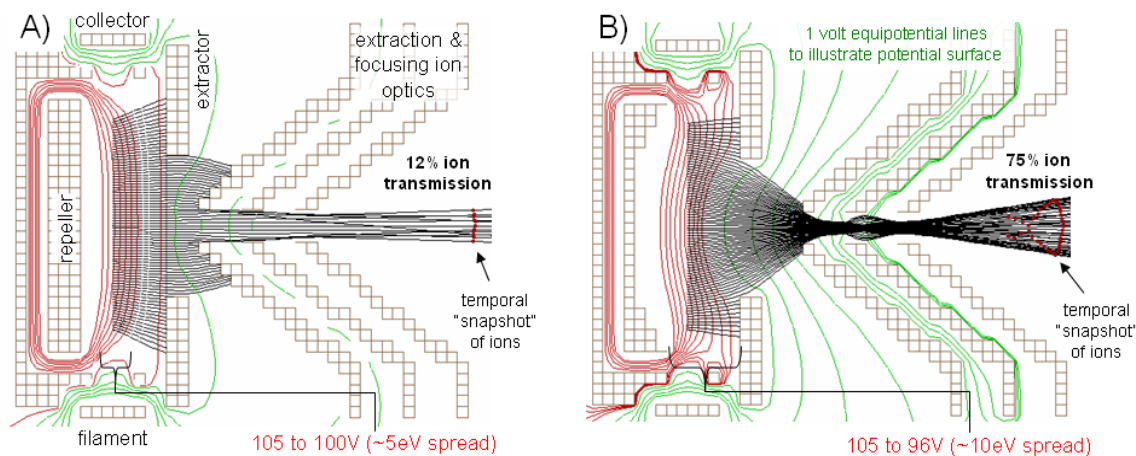 A)
collector
extractor
repeller
filament
extraction &
focusing ion
optics
12% ion
transmission
temporal
"snapshot"
of ions
105 to 100V (~5eV spread)
B)
1 volt equipotential lines
to illustrate potential surface
75% ion
transmission
temporal
"snapshot"
of ions
105 to 96V (~10eV spread)